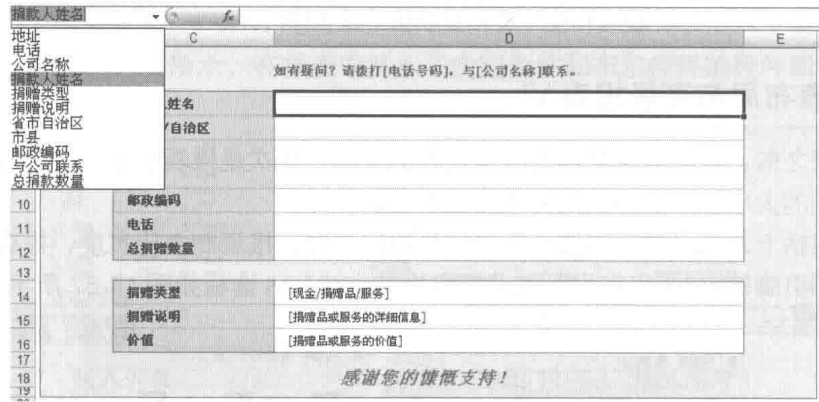 捐款人姓名 fx
C D E
地址
电话
公司名称
捐款人姓名
捐赠类型
捐赠说明
省市自治区
市县
邮政编码
与公司联系
总捐款数量
如有疑问？请拨打[电话号码]，与[公司名称]联系。
姓名
/自治区
10 邮政编码
11 电话
12 总捐赠数量
13
14 捐赠类型 [现金/捐赠品/服务]
15 捐赠说明 [捐赠品或服务的详细信息]
16 价值 [捐赠品或服务的价值]
17
18 感谢您的慷慨支持！
19